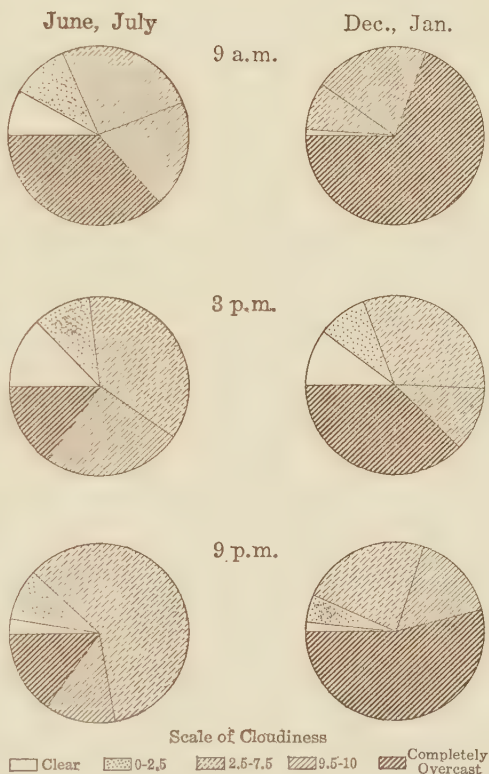 June, July
Dec., Jan.
9 a.m.
3 p.m.
9 p.m.
Scale of Cloudiness
Clear 0-2.5 2.5-7.5 9.5-10 Completely Overcast